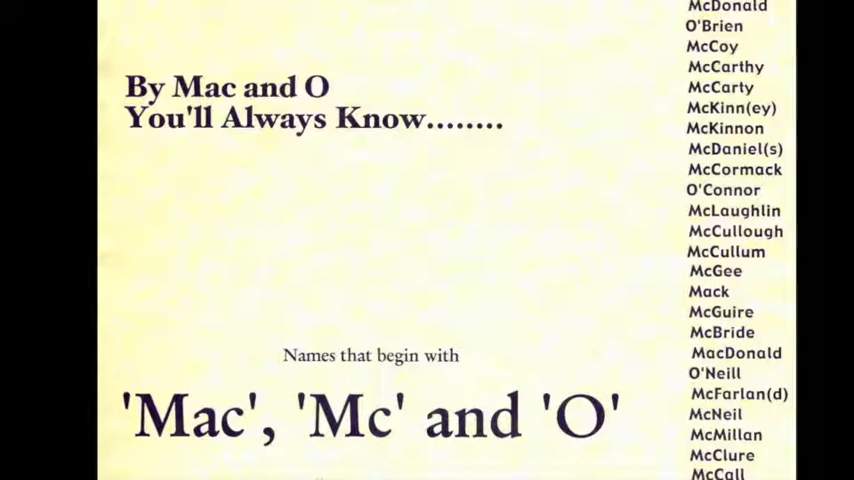 By Mac and O
You'll Always Know........
Names that begin with
'Mac', 'Mc' and 'O'
McDonald
O'Brien
McCoy
McCarthy
McCarty
McKinn(ey)
McKinnon
McDaniel(s)
McCormack
O'Connor
McLaughlin
McCullough
McCullum
McGee
Mack
McGuire
McBride
MacDonald
O'Neill
McFarlan(d)
McNeil
McMillan
McClure
McCall